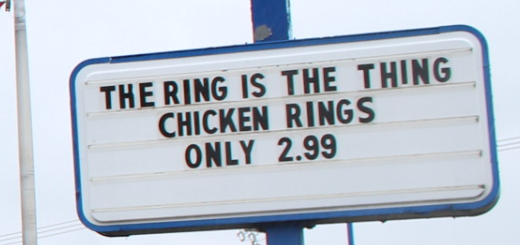 THE RING IS THE THING
CHICKEN RINGS
ONLY 2.99